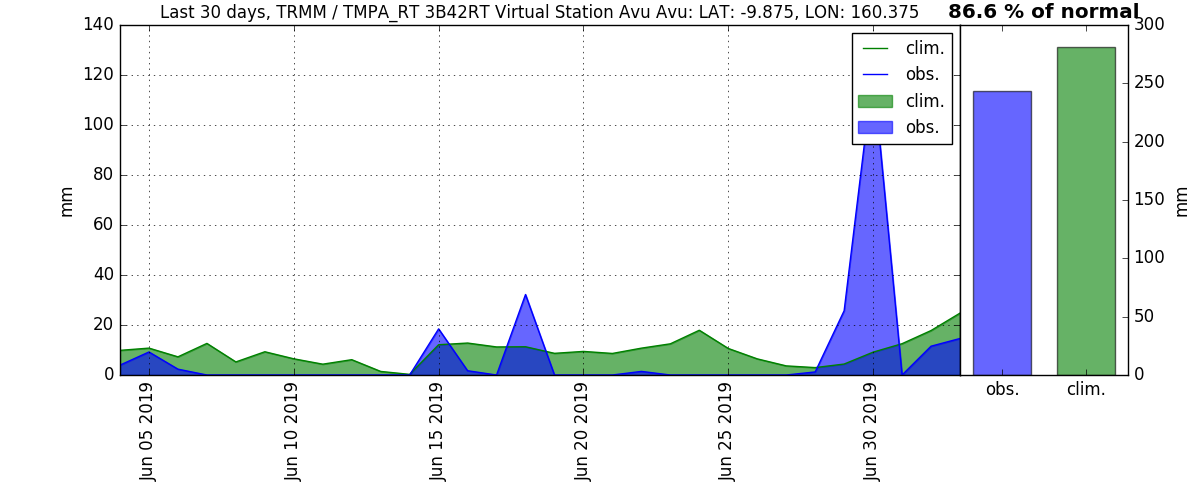 Last 30 days, TRMM / TMPA_RT 3B42RT Virtual Station Avu Avu: LAT: -9.875, LON: 160.375
86.6 % of normal
140
120
100
80
60
40
20
0
mm
clim.
obs.
clim.
obs.
Jun 05 2019
Jun 10 2019
Jun 15 2019
Jun 20 2019
Jun 25 2019
Jun 30 2019
300
250
200
150
100
50
0
mm
obs.
clim.